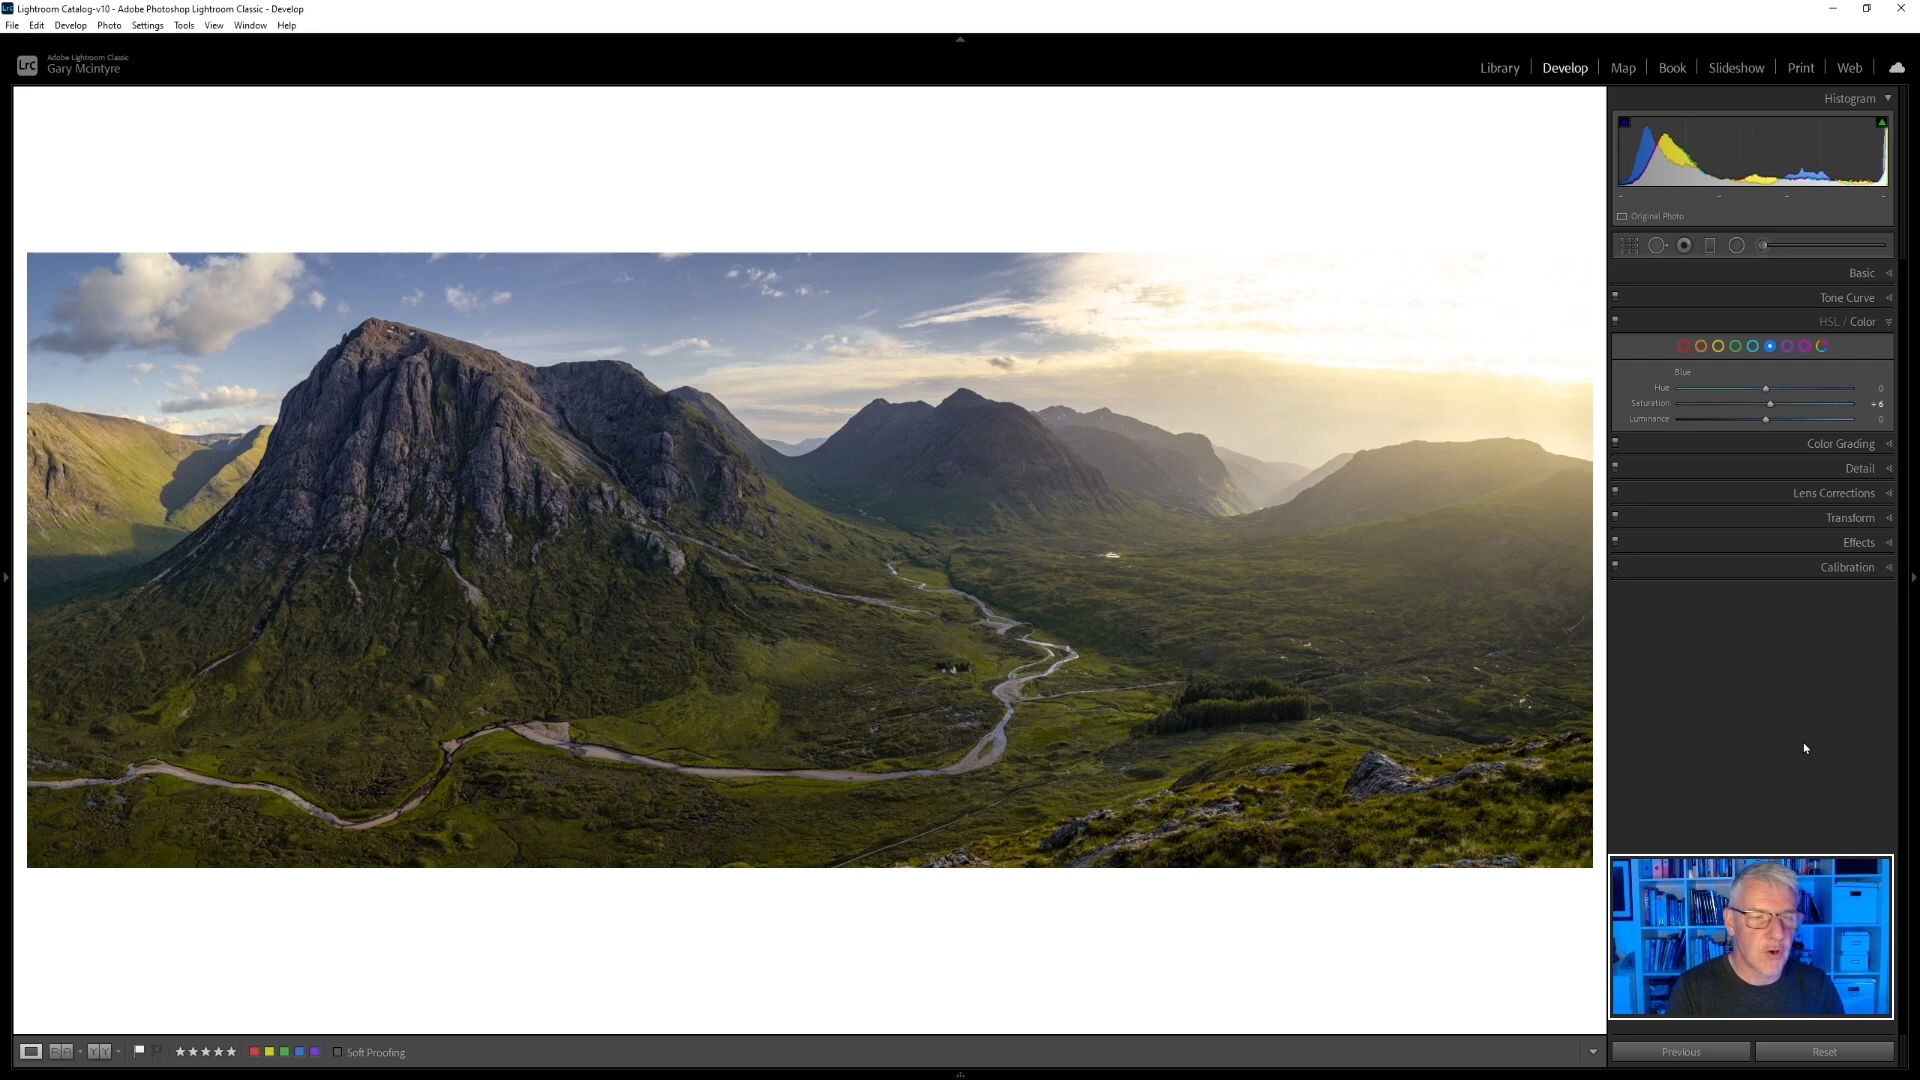 Lightroom Catalog-v10 - Adobe Photoshop Lightroom Classic - Develop
File Edit Develop Photo Settings Tools View Window Help
LrC
Adobe Lightroom Classic
Gary Mcintyre
Library Develop Map Book Slideshow Print Web
Histogram
Original Photo
Basic
Tone Curve
HSL / Color
Blue
Hue 0
Saturation + 6
Luminance 0
Color Grading
Detail
Lens Corrections
Transform
Effects
Calibration
Soft Proofing
Previous Reset